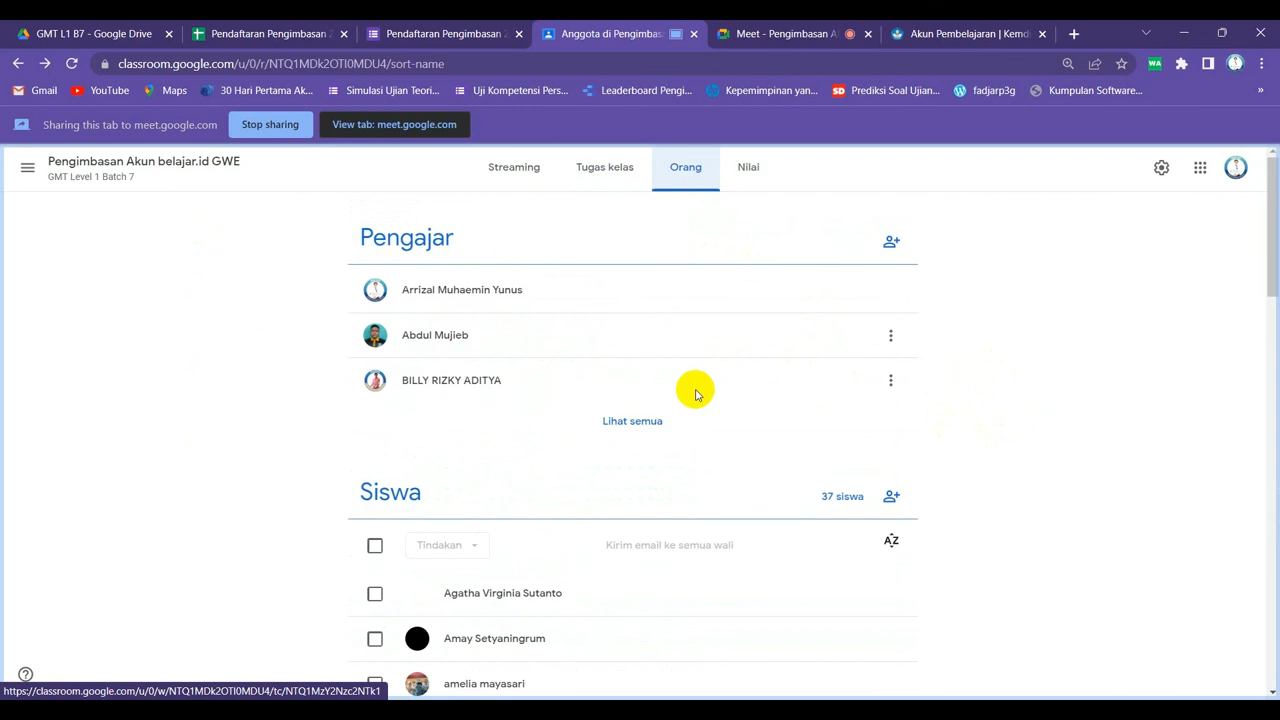 GMT L1 B7 - Google Drive
Pendaftaran Pengimbasan 2
Pendaftaran Pengimbasan 2
Anggota di Pengimbas
Meet - Pengimbasan A
Akun Pembelajaran | Kemdi
classroom.google.com/u/0/r/NTQ1MDk2OTI0MDU4/sort-name
WA
Gmail
YouTube
Maps
30 Hari Pertama Ak...
Simulasi Ujian Teori...
Uji Kompetensi Pers...
Leaderboard Pengi...
Kepemimpinan yan...
SD Prediksi Soal Ujian...
fadjarp3g
Kumpulan Software...
Sharing this tab to meet.google.com
Stop sharing
View tab: meet.google.com
Pengimbasan Akun belajar.id GWE
GMT Level 1 Batch 7
Streaming
Tugas kelas
Orang
Nilai
Pengajar
Arrizal Muhaemin Yunus
Abdul Mujieb
BILLY RIZKY ADITYA
Lihat semua
Siswa
37 siswa
Tindakan
Kirim email ke semua wali
AZ
Agatha Virginia Sutanto
Amay Setyaningrum
amelia mayasari
https://classroom.google.com/u/0/w/NTQ1MDk2OTI0MDU4/tc/NTQ1MzY2Nzc2NTk1